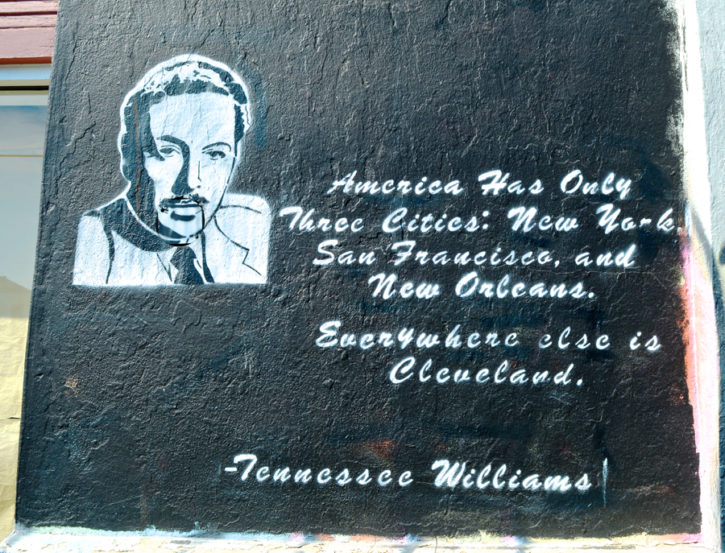 America Has Only
Three Cities: New York,
San Francisco, and
New Orleans.
Everywhere else is
Cleveland.
-Tennessee Williams